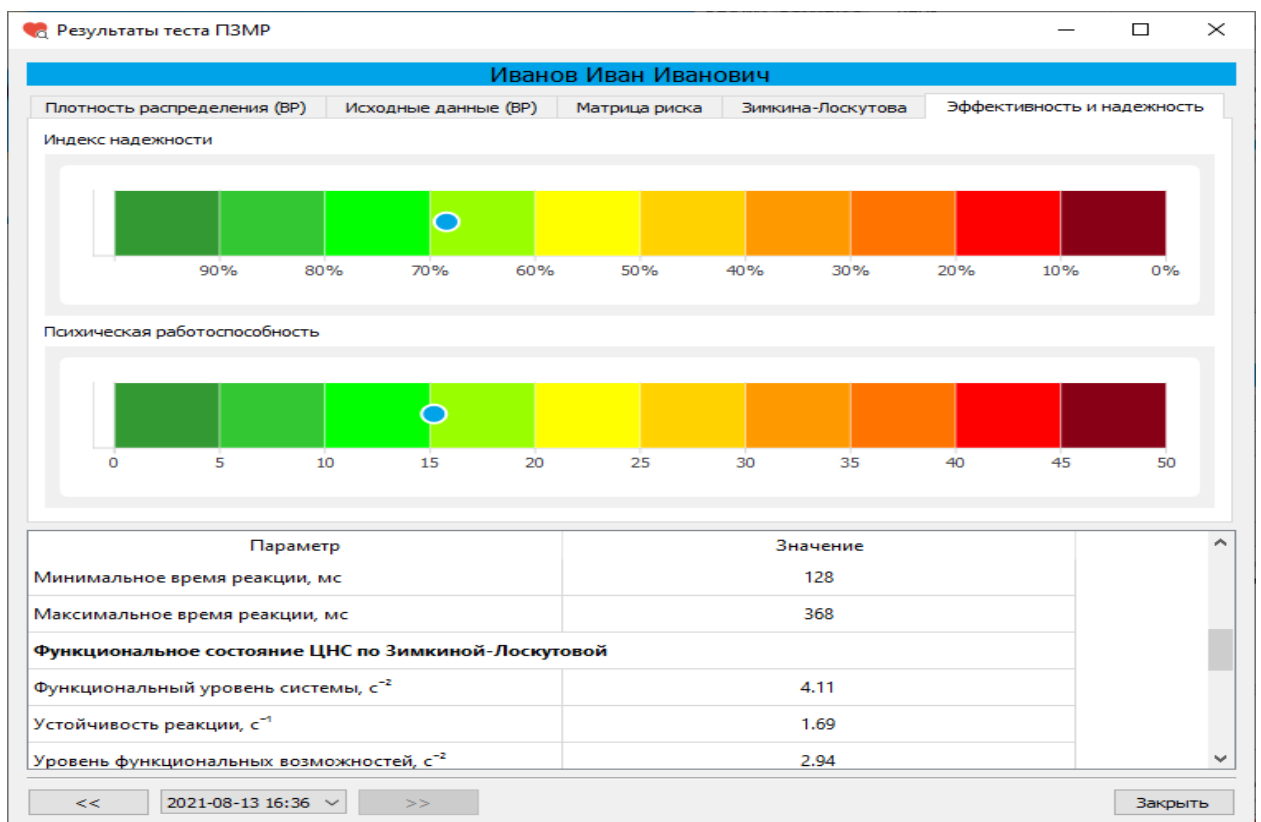 Результаты теста ПЗМР
Иванов Иван Иванович
Плотность распределения (ВР) Исходные данные (ВР) Матрица риска Зимкина-Лоскутова Эффективность и надежность
Индекс надежности
90% 80% 70% 60% 50% 40% 30% 20% 10% 0%
Психическая работоспособность
0 5 10 15 20 25 30 35 40 45 50
Параметр Значение
Минимальное время реакции, мс 128
Максимальное время реакции, мс 368
Функциональное состояние ЦНС по Зимкиной-Лоскутовой
Функциональный уровень системы, с⁻² 4.11
Устойчивость реакции, с⁻¹ 1.69
Уровень функциональных возможностей, с⁻² 2.94
<< 2021-08-13 16:36 >> Закрыть